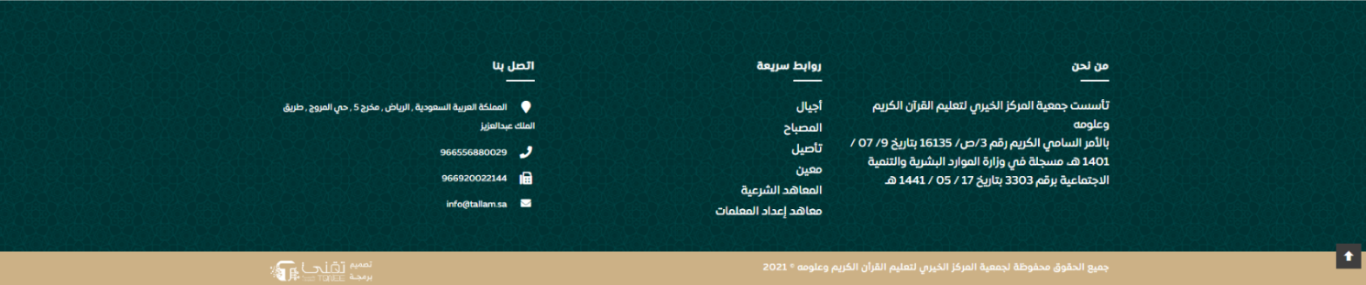 من نحن
تأسست جمعية المركز الخيري لتعليم القرآن الكريم
وعلومه
بالأمر السامي الكريم رقم 3/ص/ 16135 بتاريخ 9/ 07 /
1401 هـ مسجلة في وزارة الموارد البشرية والتنمية
الاجتماعية برقم 3303 بتاريخ 17 / 05 / 1441 هـ
روابط سريعة
أجيال
المصباح
تأصيل
معين
المعاهد الشرعية
معاهد إعداد المعلمات
اتصل بنا
المملكة العربية السعودية , الرياض , مخرج 5 , حي المروج , طريق
الملك عبدالعزيز
966556880029
966920022144
info@tallam.sa
جميع الحقوق محفوظة لجمعية المركز الخيري لتعليم القرآن الكريم وعلومه © 2021
تصميم
برمجة
تقني